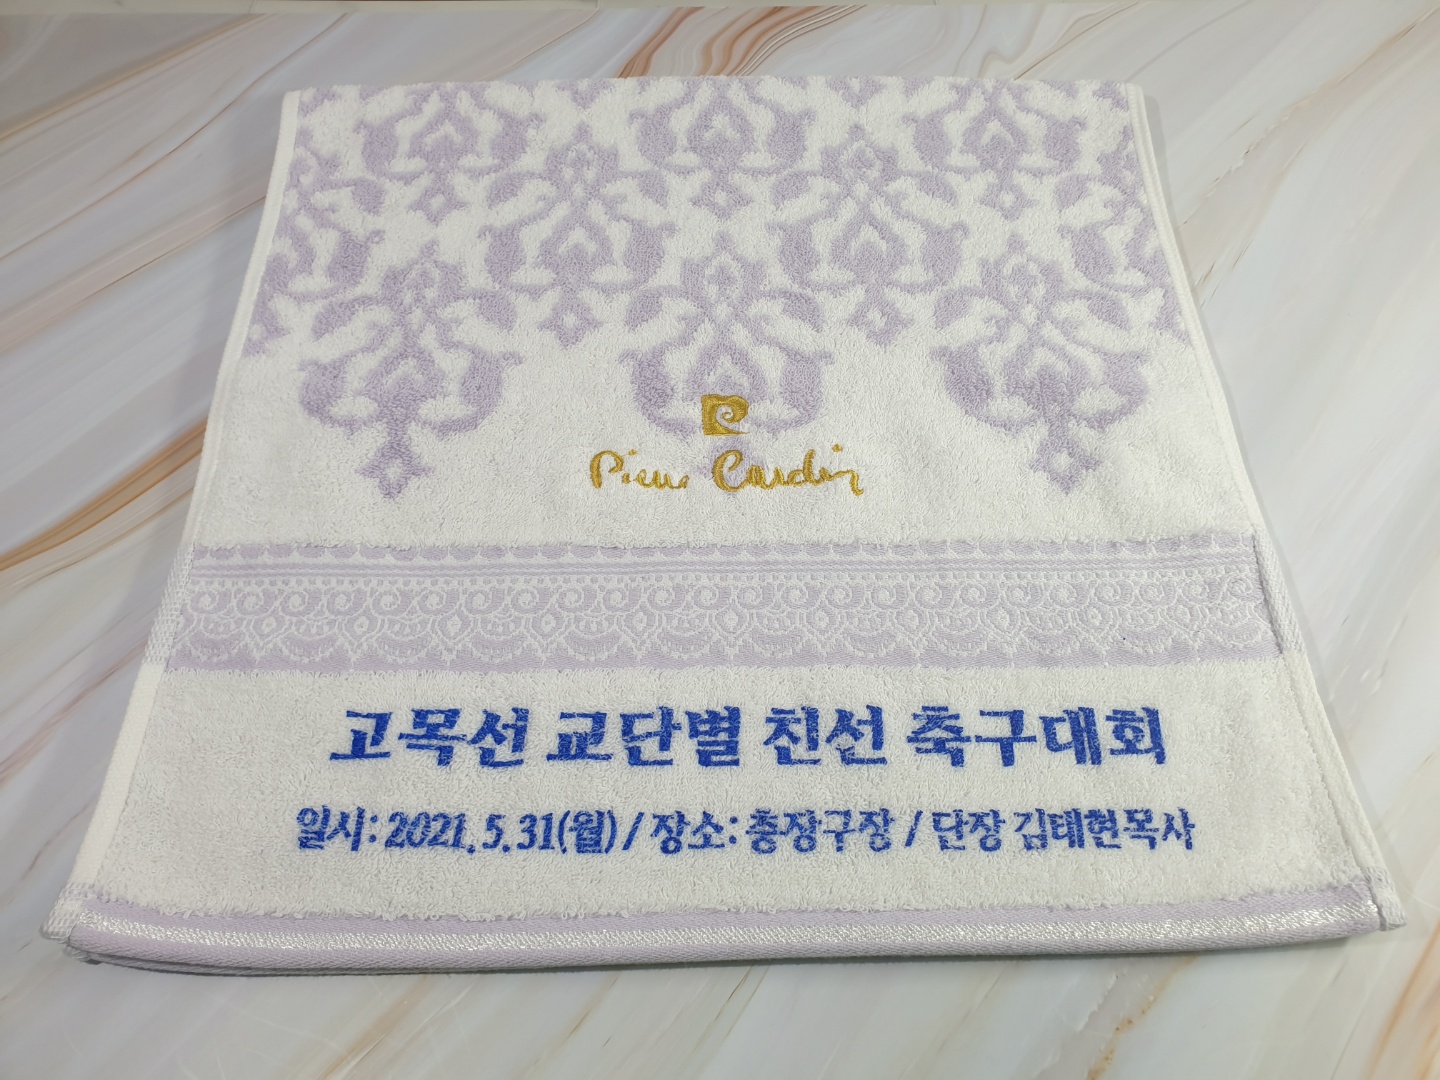 Pierre Cardin
고목선 교단별 친선 축구대회
일시: 2021. 5. 31(월) / 장소: 충장구장 / 단장 김태현목사